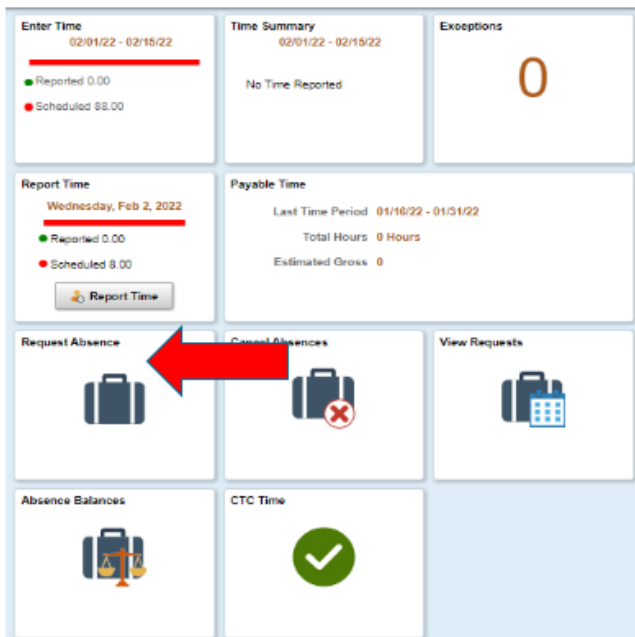 Enter Time
02/01/22 - 02/15/22
Reported 0.00
Scheduled 88.00
Time Summary
02/01/22 - 02/15/22
No Time Reported
Exceptions
0
Report Time
Wednesday, Feb 2, 2022
Reported 0.00
Scheduled 8.00
Report Time
Payable Time
Last Time Period 01/16/22 - 01/31/22
Total Hours 0 Hours
Estimated Gross 0
Request Absence
Cancel Absences
View Requests
Absence Balances
CTC Time